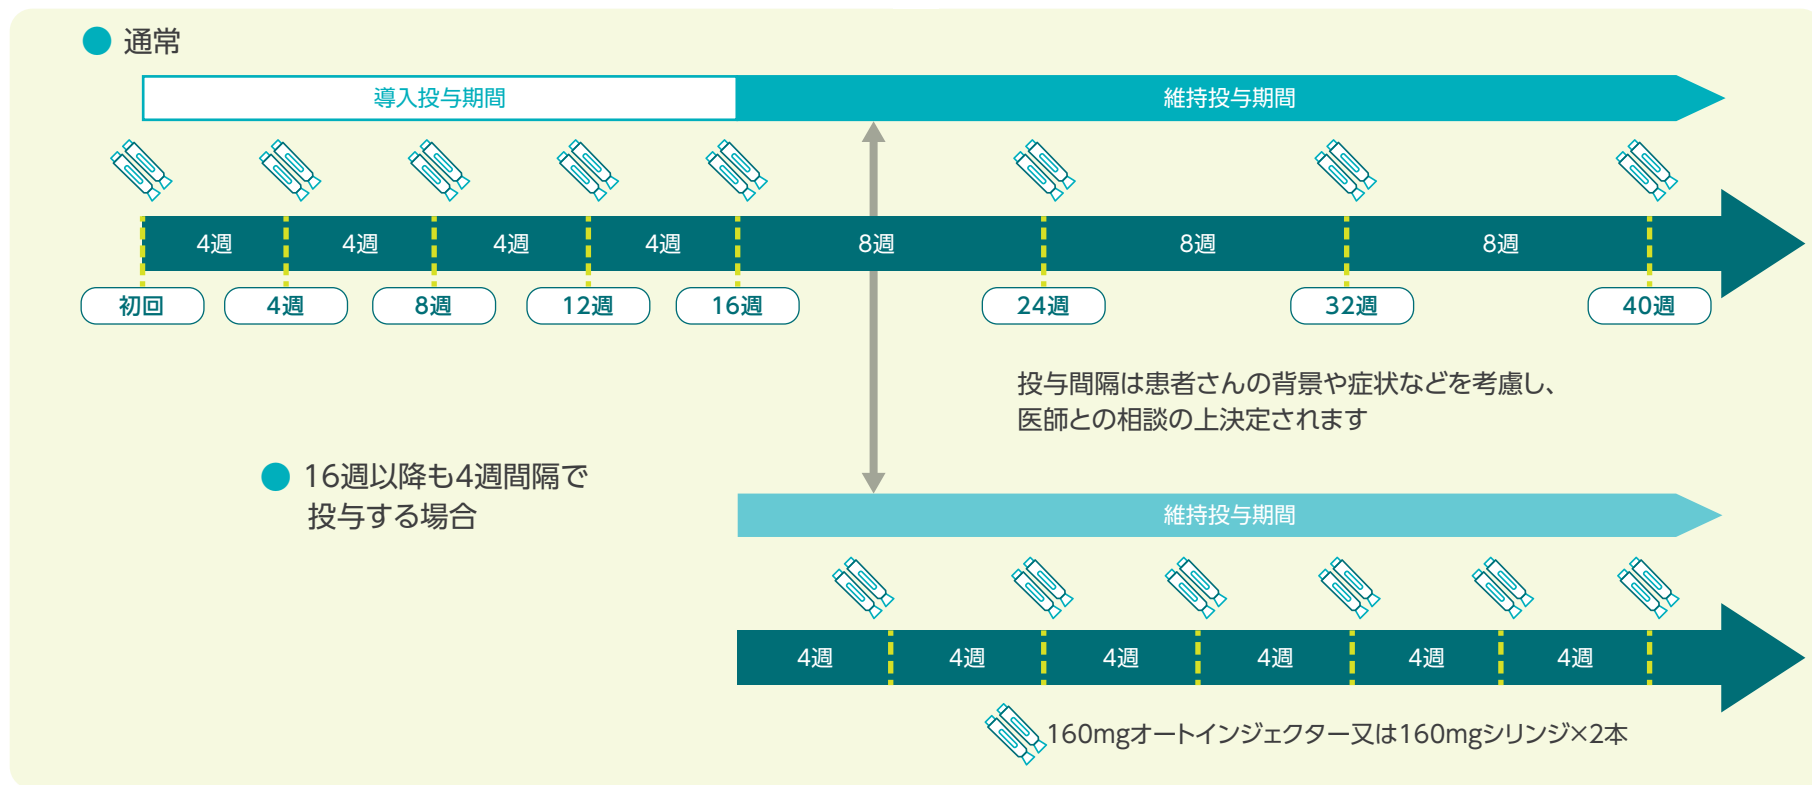 通常
導入投与期間
維持投与期間
4週
4週
4週
4週
8週
8週
8週
初回
4週
8週
12週
16週
24週
32週
40週
投与間隔は患者さんの背景や症状などを考慮し、
医師との相談の上決定されます
16週以降も4週間隔で
投与する場合
維持投与期間
4週
4週
4週
4週
4週
4週
160mgオートインジェクター又は160mgシリンジ×2本